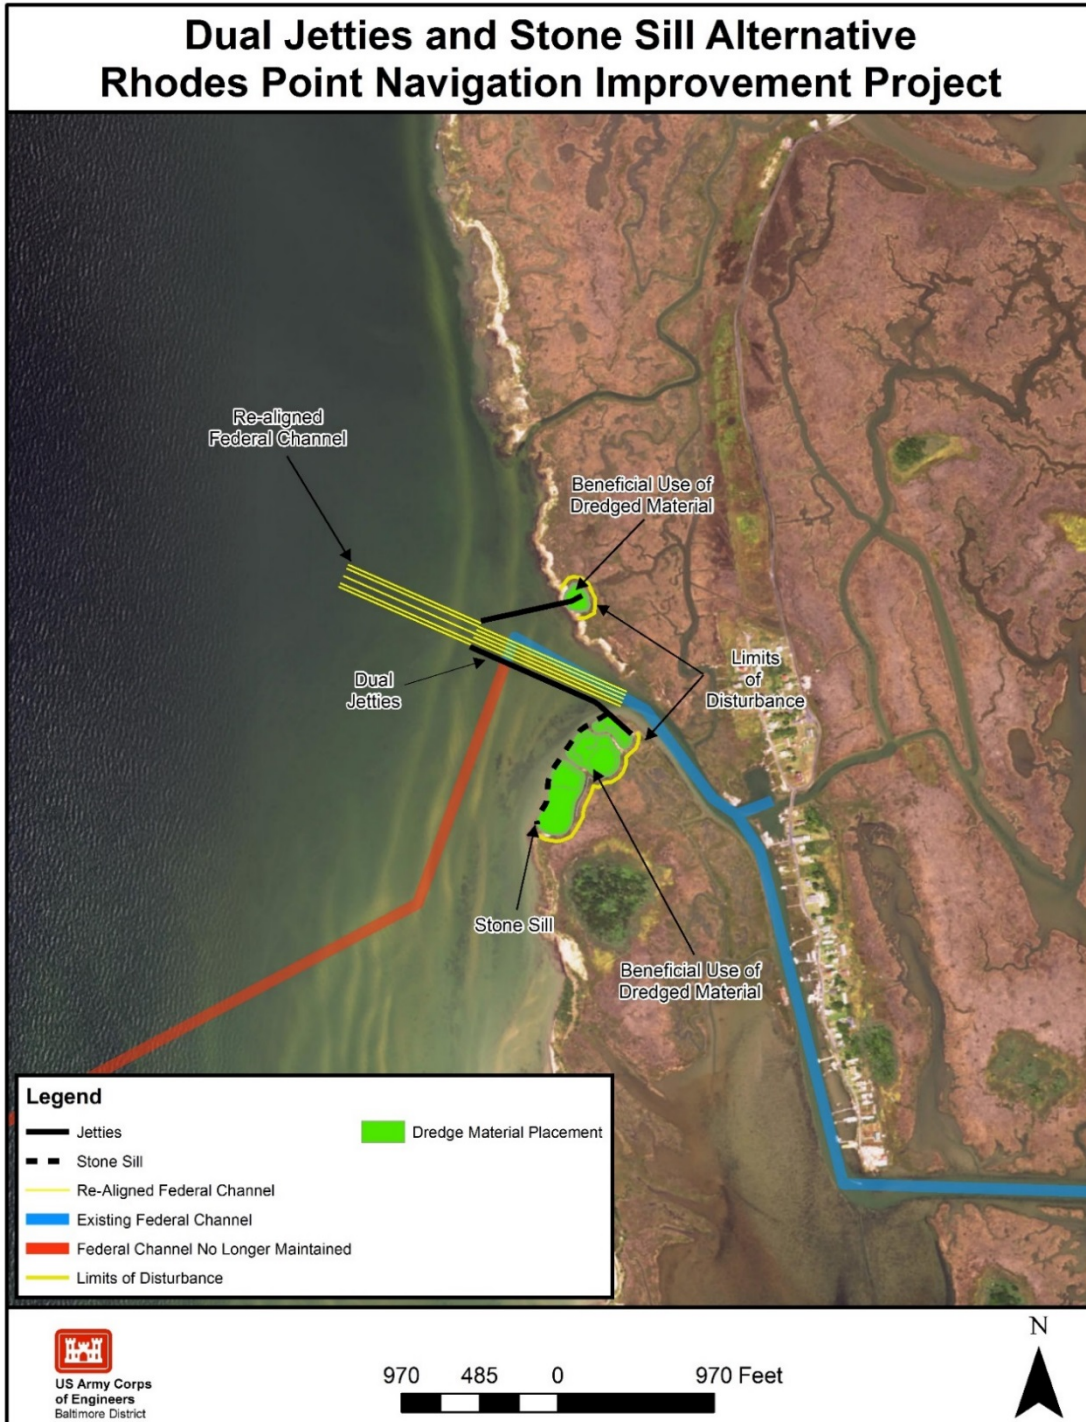 Dual Jetties and Stone Sill Alternative
Rhodes Point Navigation Improvement Project
Re-aligned
Federal Channel
Beneficial Use of
Dredged Material
Dual
Jetties
Limits
of
Disturbance
Stone Sill
Beneficial Use of
Dredged Material
Legend
Jetties
Dredge Material Placement
Stone Sill
Re-Aligned Federal Channel
Existing Federal Channel
Federal Channel No Longer Maintained
Limits of Disturbance
US Army Corps
of Engineers
Baltimore District
970 485 0 970 Feet
N